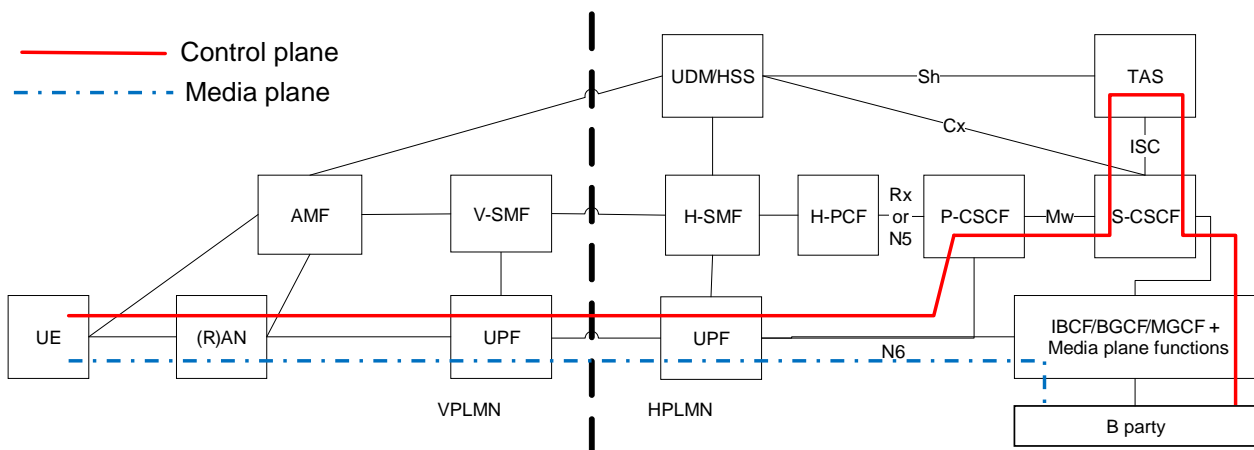 Control plane
Media plane
UDM/HSS
Sh
TAS
Cx
ISC
AMF
V-SMF
H-SMF
H-PCF
Rx
or
N5
P-CSCF
Mw
S-CSCF
UE
(R)AN
UPF
UPF
N6
IBCF/BGCF/MGCF +
Media plane functions
VPLMN
HPLMN
B party